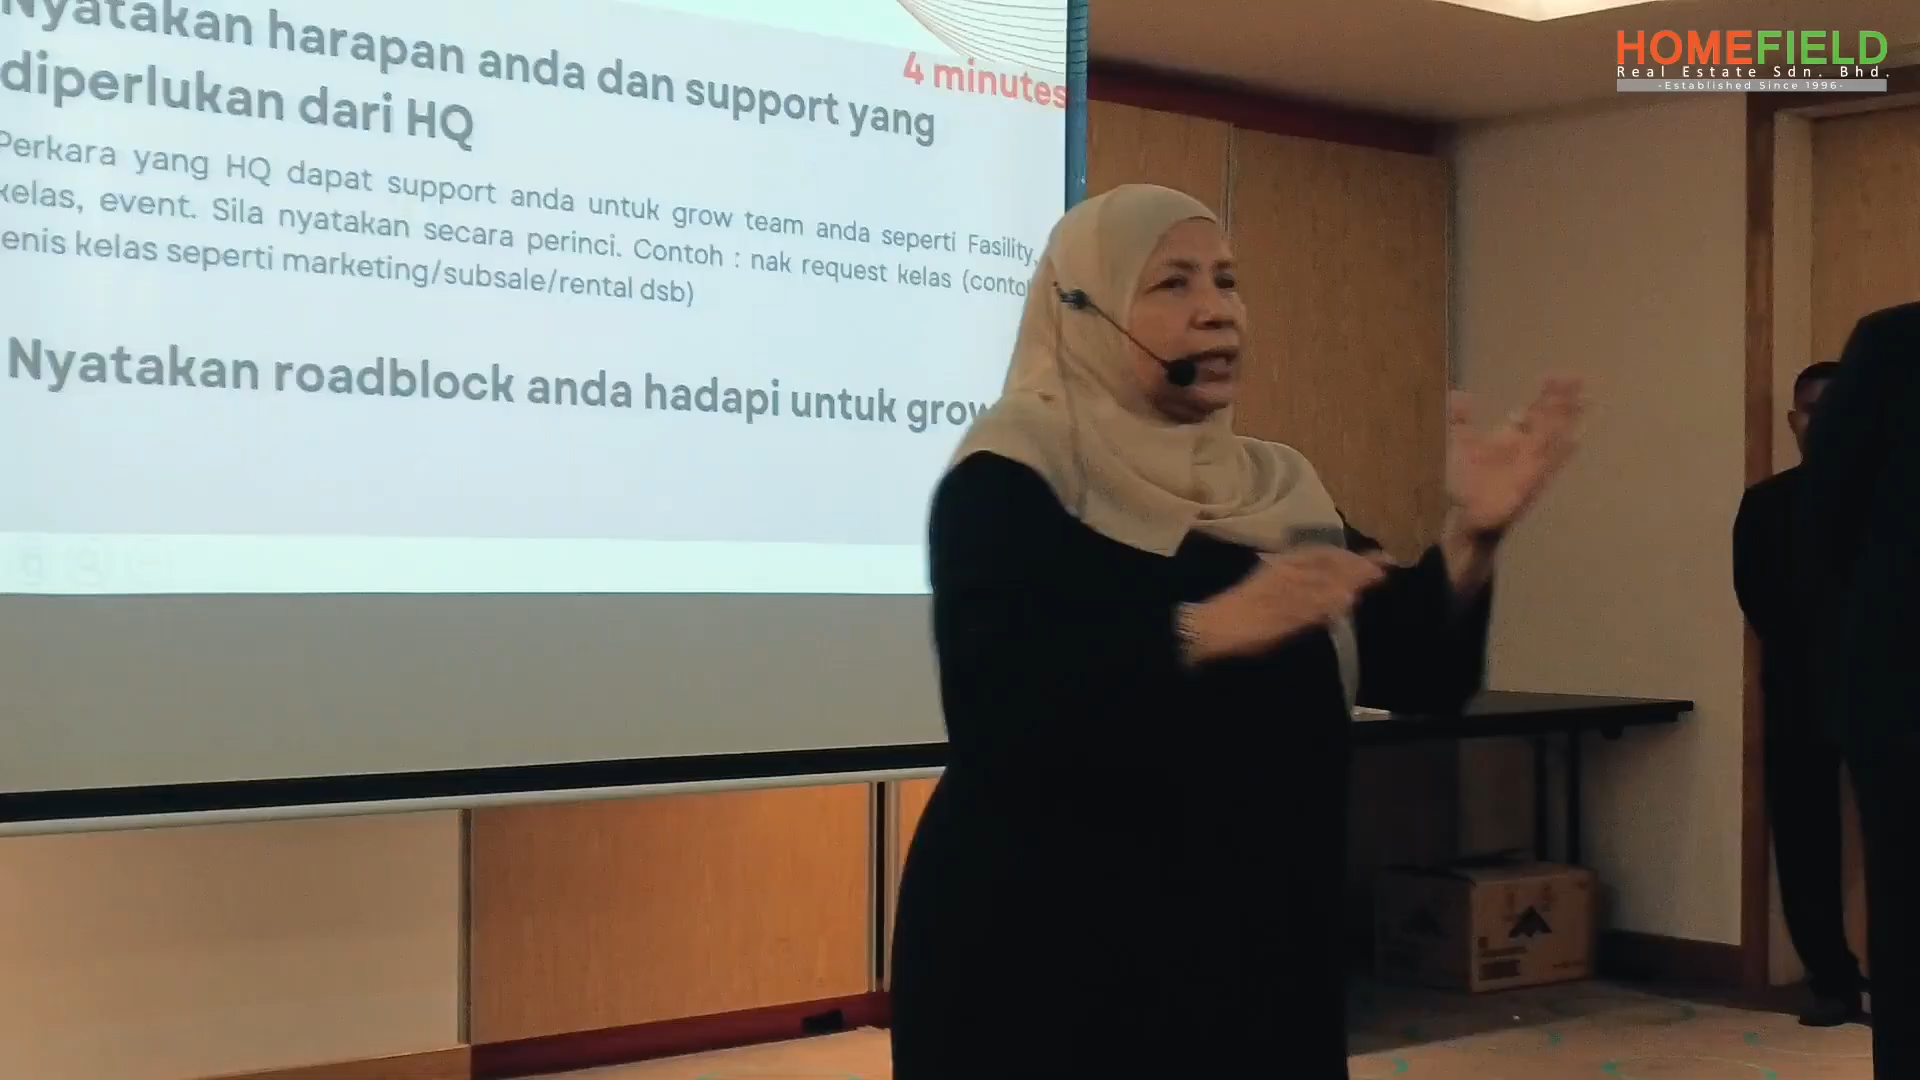 Nyatakan harapan anda dan support yang
diperlukan dari HQ
4 minutes
Perkara yang HQ dapat support anda untuk grow team anda seperti Fasility,
kelas, event. Sila nyatakan secara perinci. Contoh : nak request kelas (contoh
jenis kelas seperti marketing/subsale/rental dsb)
Nyatakan roadblock anda hadapi untuk grow
HOMEFIELD
Real Estate Sdn. Bhd.
-Established Since 1996-